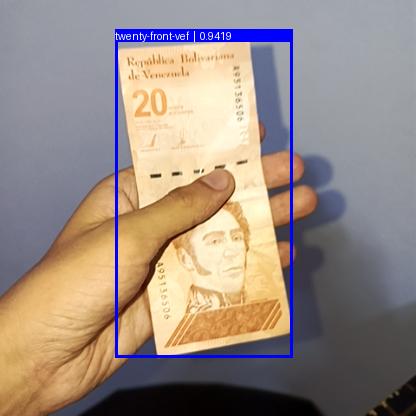 twenty-front-vef | 0.9419
República Bolivariana
de Venezuela
20
A95136506
A95136506